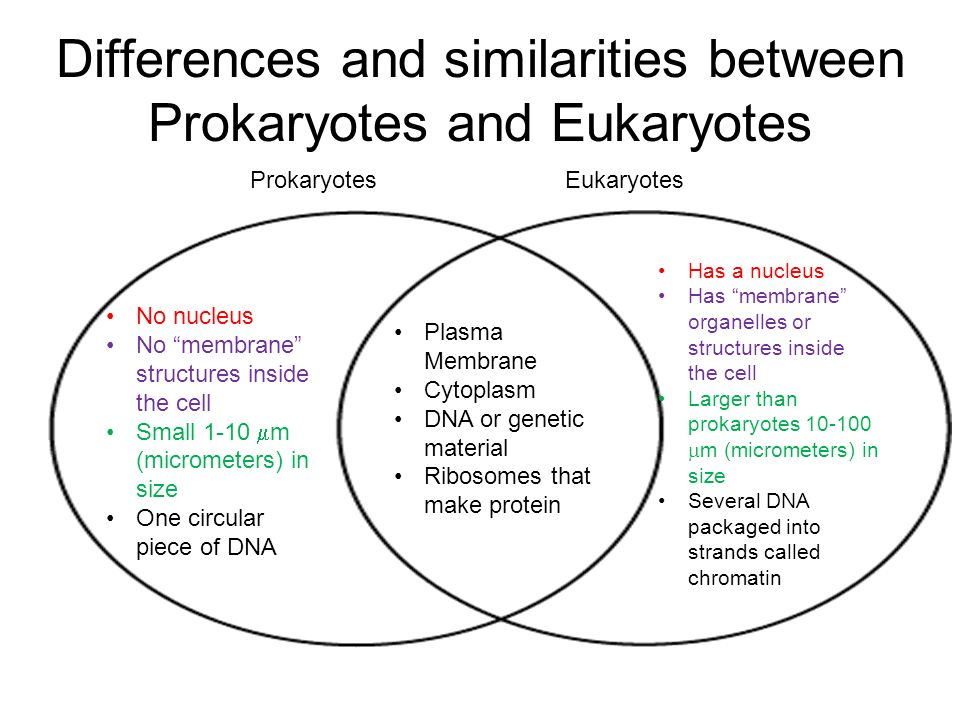 Differences and similarities between
Prokaryotes and Eukaryotes
Prokaryotes
Eukaryotes
• No nucleus
• No “membrane”
structures inside
the cell
• Small 1-10 μm
(micrometers) in
size
• One circular
piece of DNA
• Plasma
Membrane
• Cytoplasm
• DNA or genetic
material
• Ribosomes that
make protein
• Has a nucleus
• Has “membrane”
organelles or
structures inside
the cell
• Larger than
prokaryotes 10-100
μm (micrometers) in
size
• Several DNA
packaged into
strands called
chromatin